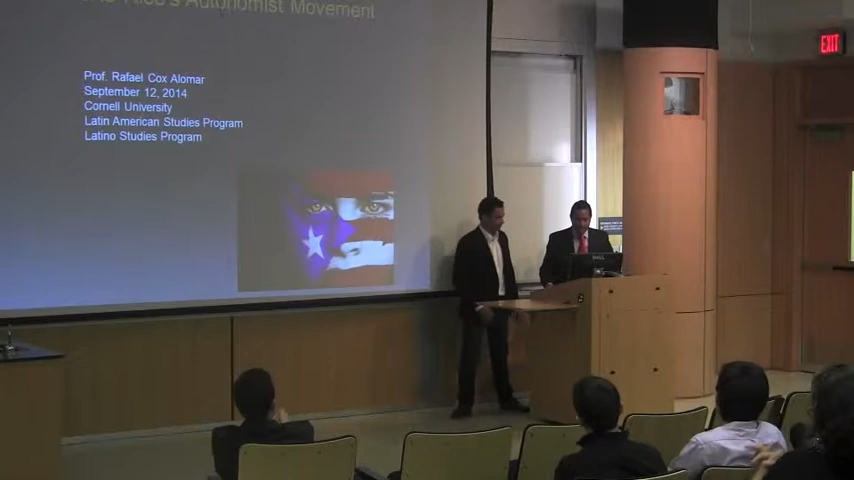 Autonomist Movement
Prof. Rafael Cox Alomar
September 12, 2014
Cornell University
Latin American Studies Program
Latino Studies Program
EXIT
DELL